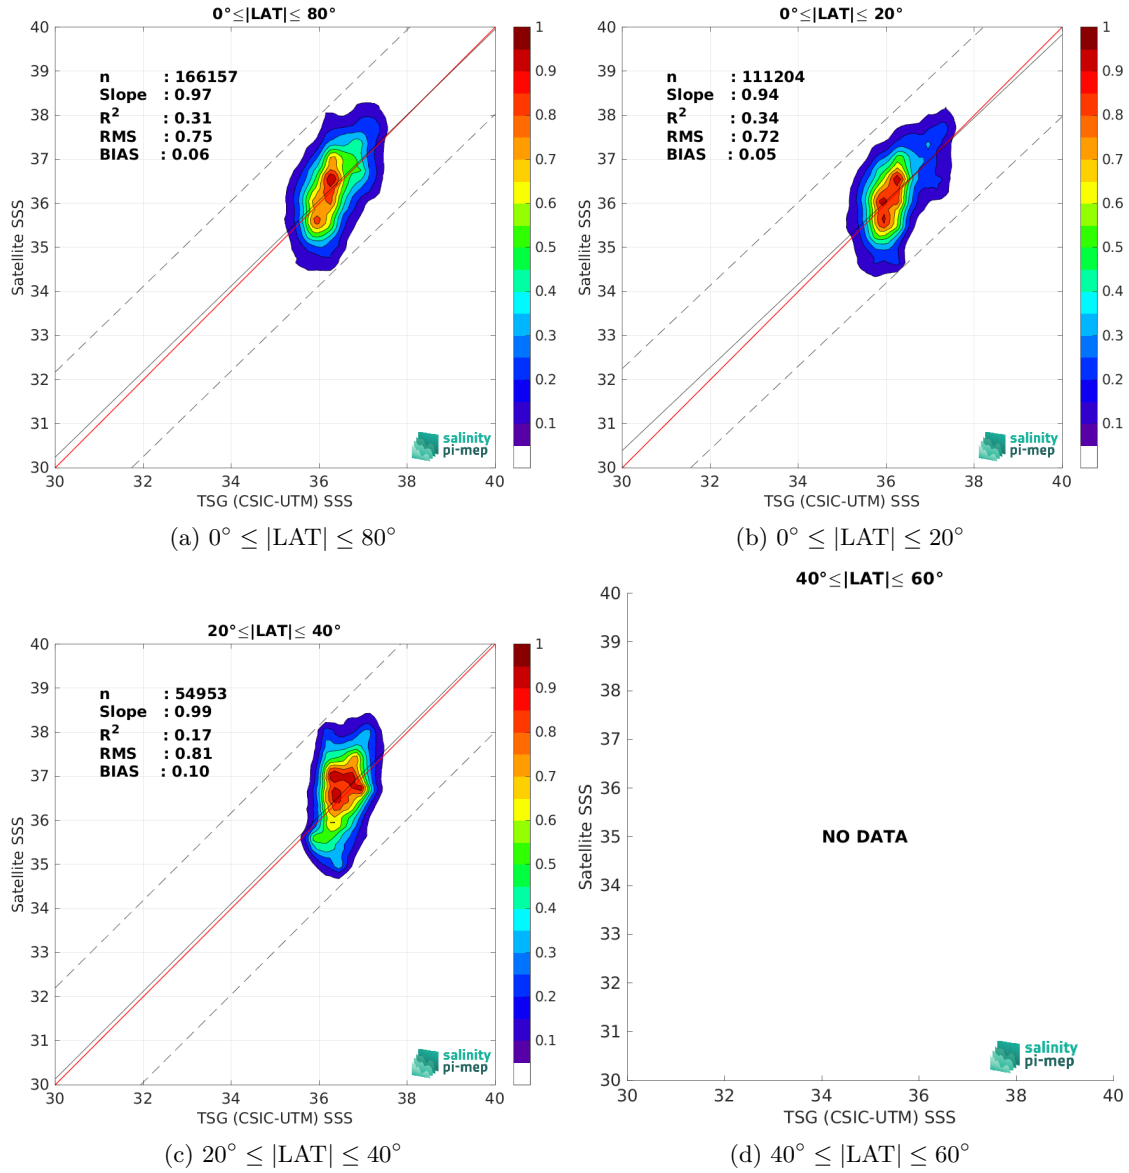 0°≤|LAT|≤ 80°
40
39
38
37
36
35
34
33
32
31
30
Satellite SSS
n : 166157
Slope : 0.97
R² : 0.31
RMS : 0.75
BIAS : 0.06
salinity
pi-mep
30 32 34 36 38 40
TSG (CSIC-UTM) SSS
1
0.9
0.8
0.7
0.6
0.5
0.4
0.3
0.2
0.1
(a) 0° ≤ |LAT| ≤ 80°
0°≤|LAT|≤ 20°
40
39
38
37
36
35
34
33
32
31
30
Satellite SSS
n : 111204
Slope : 0.94
R² : 0.34
RMS : 0.72
BIAS : 0.05
salinity
pi-mep
30 32 34 36 38 40
TSG (CSIC-UTM) SSS
1
0.9
0.8
0.7
0.6
0.5
0.4
0.3
0.2
0.1
(b) 0° ≤ |LAT| ≤ 20°
20°≤|LAT|≤ 40°
40
39
38
37
36
35
34
33
32
31
30
Satellite SSS
n : 54953
Slope : 0.99
R² : 0.17
RMS : 0.81
BIAS : 0.10
salinity
pi-mep
30 32 34 36 38 40
TSG (CSIC-UTM) SSS
1
0.9
0.8
0.7
0.6
0.5
0.4
0.3
0.2
0.1
(c) 20° ≤ |LAT| ≤ 40°
40°≤|LAT|≤ 60°
40
39
38
37
36
35
34
33
32
31
30
Satellite SSS
NO DATA
salinity
pi-mep
30 32 34 36 38 40
TSG (CSIC-UTM) SSS
(d) 40° ≤ |LAT| ≤ 60°